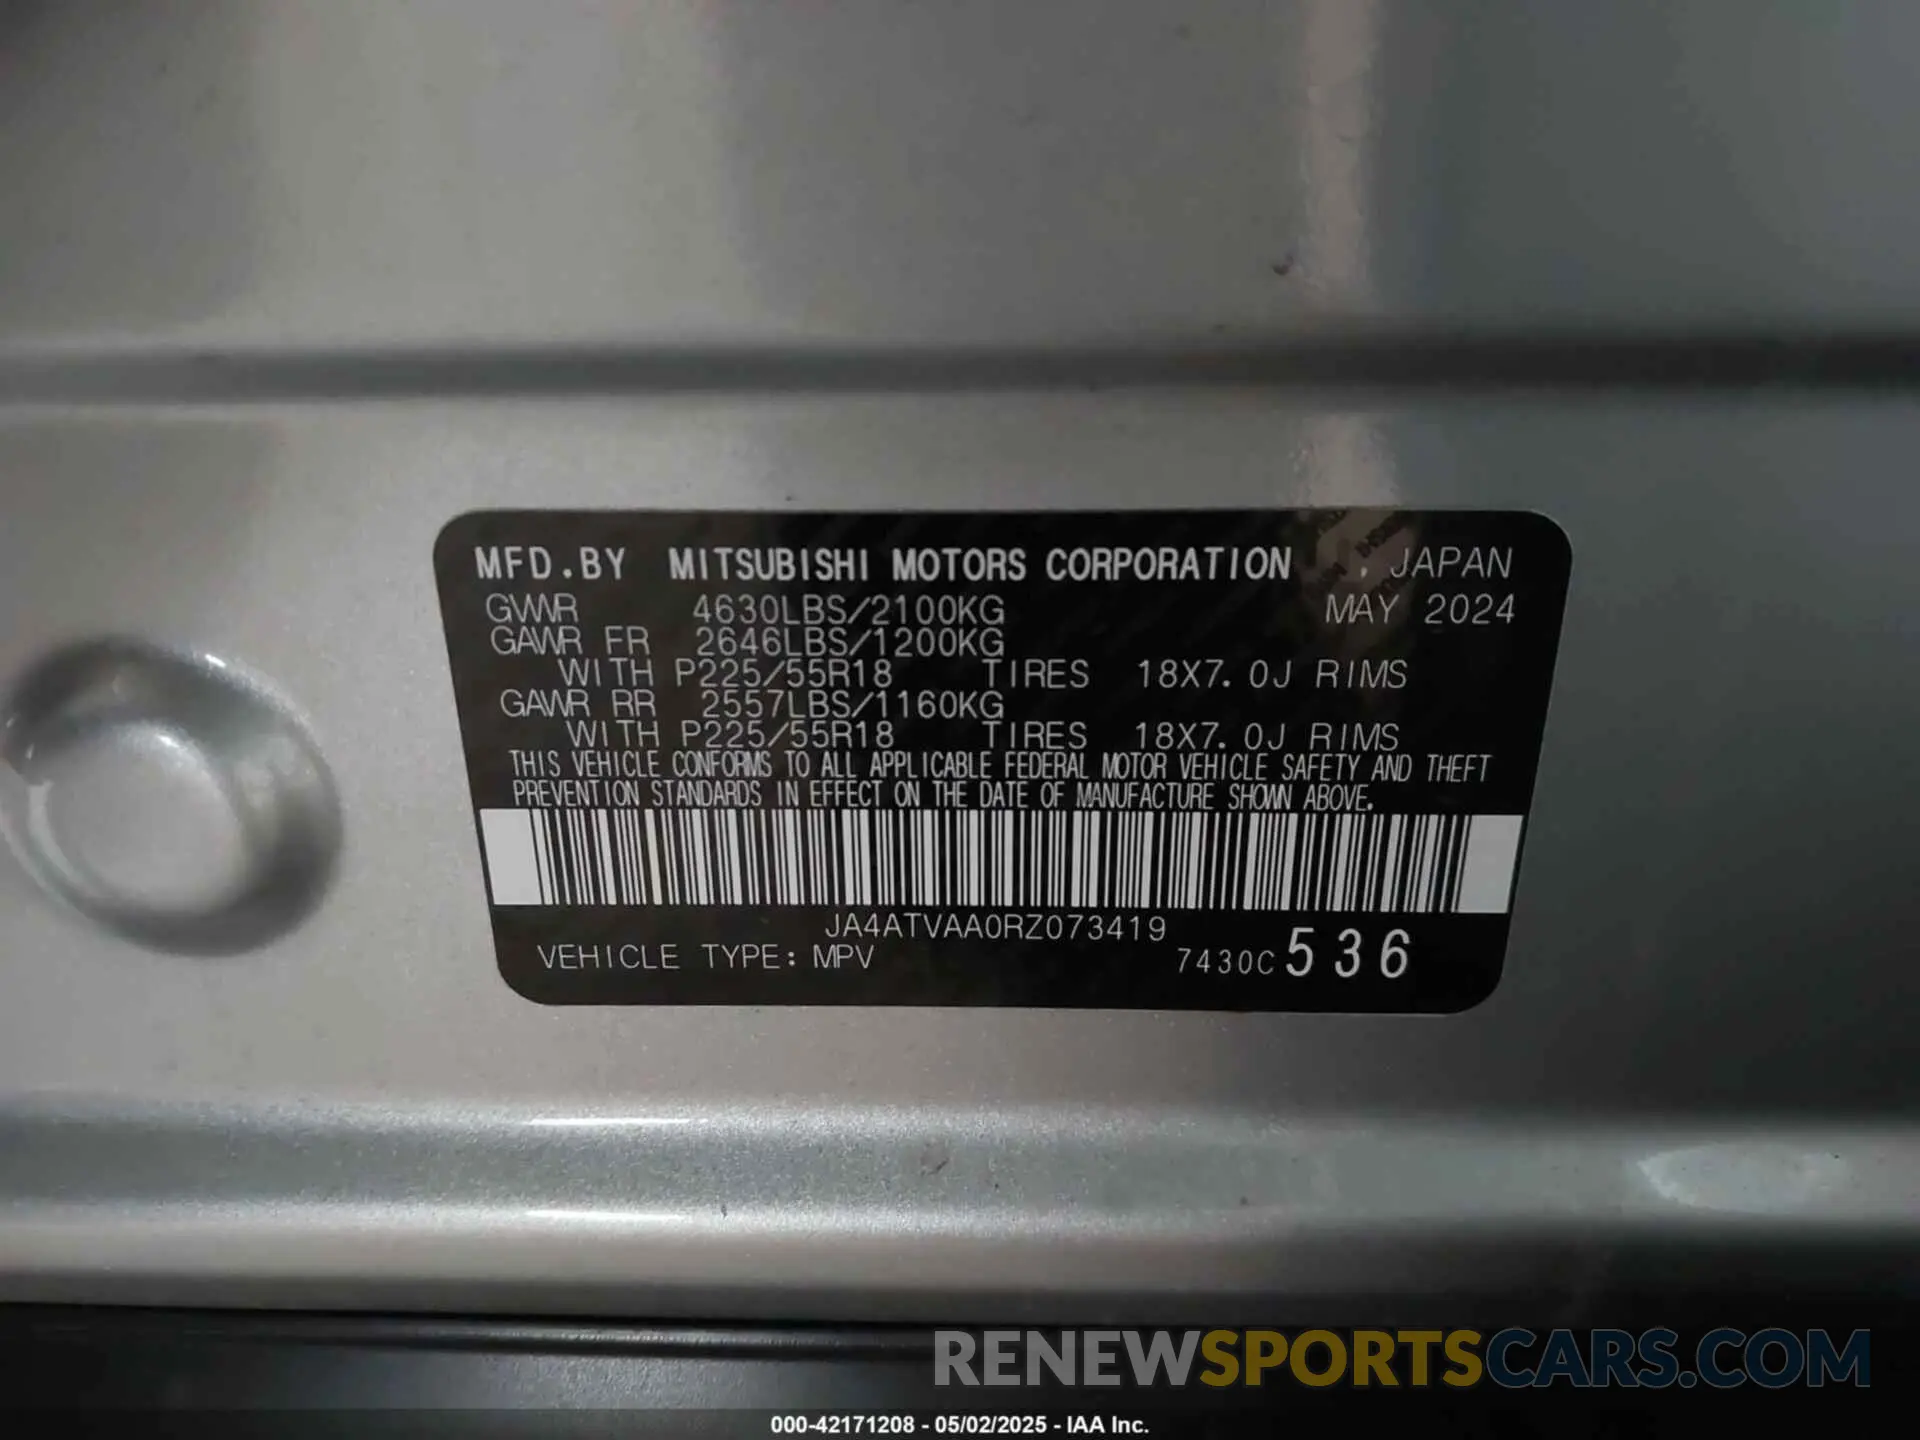 MFD.BY MITSUBISHI MOTORS CORPORATION , JAPAN
GVWR 4630LBS/2100KG MAY 2024
GAWR FR 2646LBS/1200KG
WITH P225/55R18 TIRES 18X7.0J RIMS
GAWR RR 2557LBS/1160KG
WITH P225/55R18 TIRES 18X7.0J RIMS
THIS VEHICLE CONFORMS TO ALL APPLICABLE FEDERAL MOTOR VEHICLE SAFETY AND THEFT
PREVENTION STANDARDS IN EFFECT ON THE DATE OF MANUFACTURE SHOWN ABOVE.
JA4ATVAA0RZ073419
VEHICLE TYPE: MPV 7430C 536
RENEWSPORTSCARS.COM
000-42171208 - 05/02/2025 - IAA Inc.